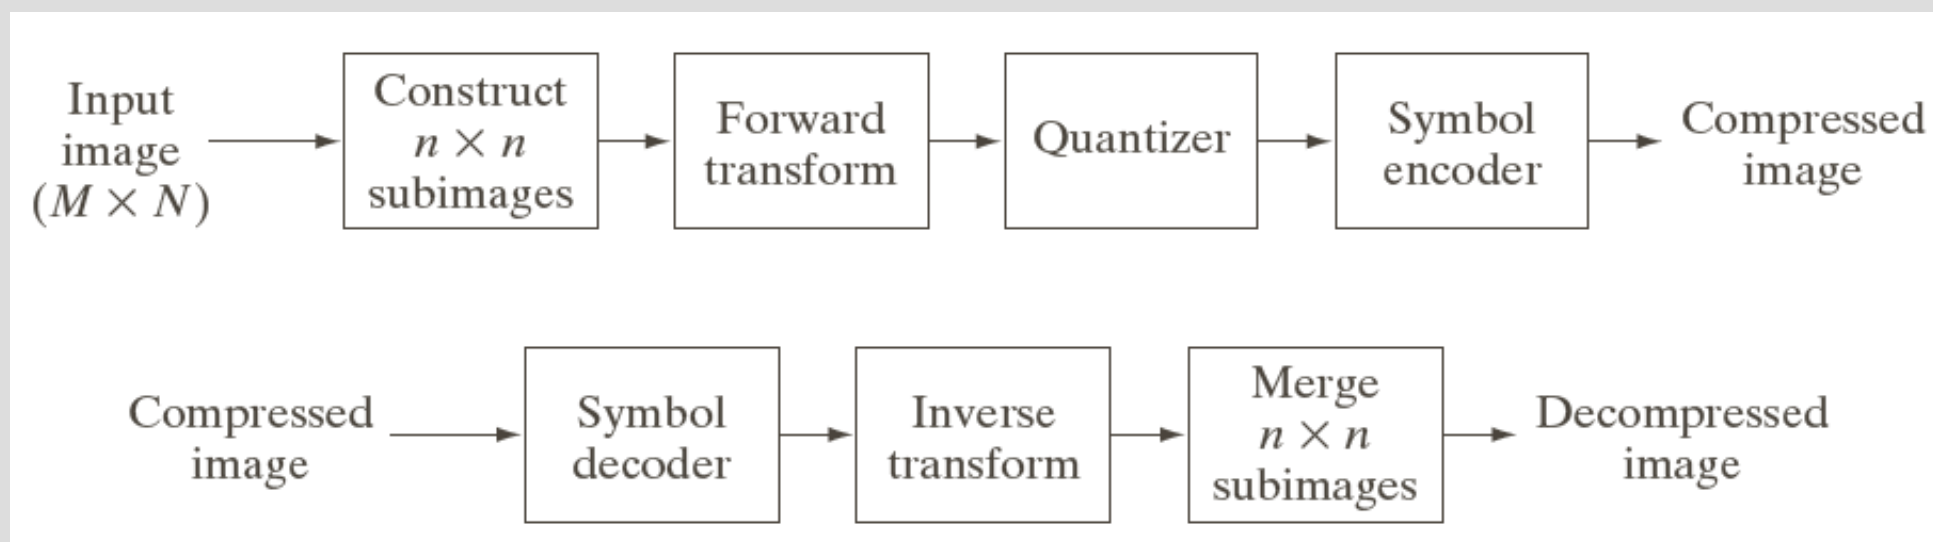 Input
image
(M × N)
Construct
n × n
subimages
Forward
transform
Quantizer
Symbol
encoder
Compressed
image
Compressed
image
Symbol
decoder
Inverse
transform
Merge
n × n
subimages
Decompressed
image